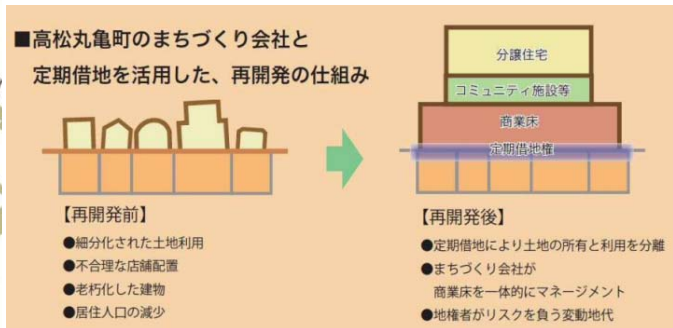 ■高松丸亀町のまちづくり会社と
定期借地を活用した、再開発の仕組み
分譲住宅
コミュニティ施設等
商業床
定期借地権
【再開発前】
●細分化された土地利用
●不合理な店舗配置
●老朽化した建物
●居住人口の減少
【再開発後】
●定期借地により土地の所有と利用を分離
●まちづくり会社が
商業床を一体的にマネージメント
●地権者がリスクを負う変動地代